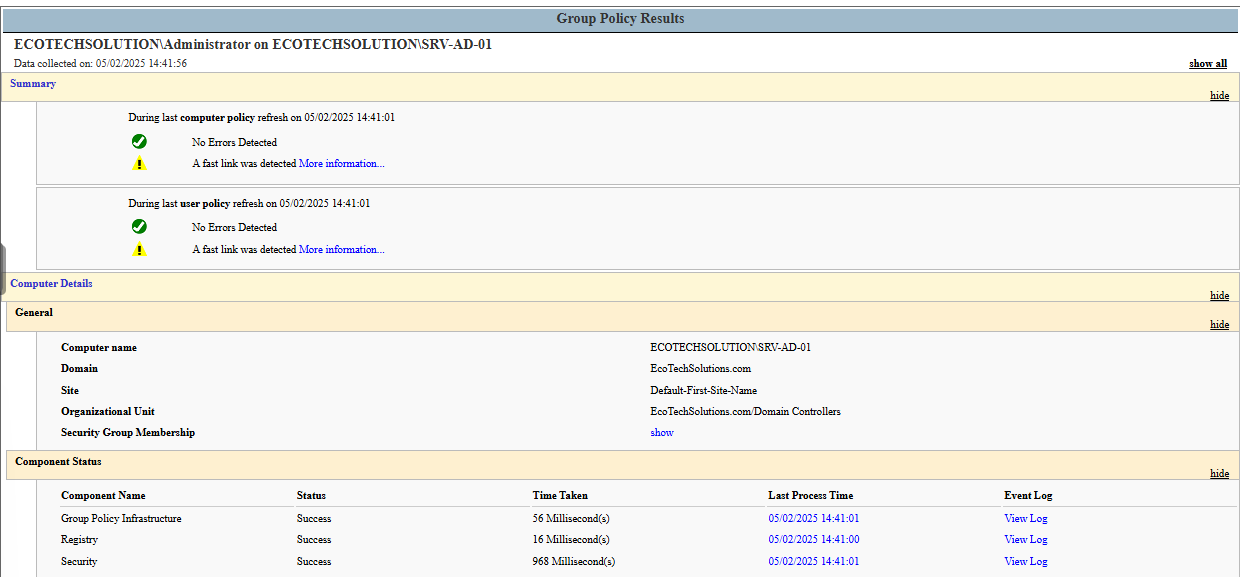 Group Policy Results
ECOTECHSOLUTION\Administrator on ECOTECHSOLUTION\SRV-AD-01
Data collected on: 05/02/2025 14:41:56
show all
Summary
hide
During last computer policy refresh on 05/02/2025 14:41:01
No Errors Detected
A fast link was detected More information...
During last user policy refresh on 05/02/2025 14:41:01
No Errors Detected
A fast link was detected More information...
Computer Details
hide
General
hide
Computer name ECOTECHSOLUTION\SRV-AD-01
Domain EcoTechSolutions.com
Site Default-First-Site-Name
Organizational Unit EcoTechSolutions.com/Domain Controllers
Security Group Membership show
Component Status
hide
Component Name Status Time Taken Last Process Time Event Log
Group Policy Infrastructure Success 56 Millisecond(s) 05/02/2025 14:41:01 View Log
Registry Success 16 Millisecond(s) 05/02/2025 14:41:00 View Log
Security Success 968 Millisecond(s) 05/02/2025 14:41:01 View Log